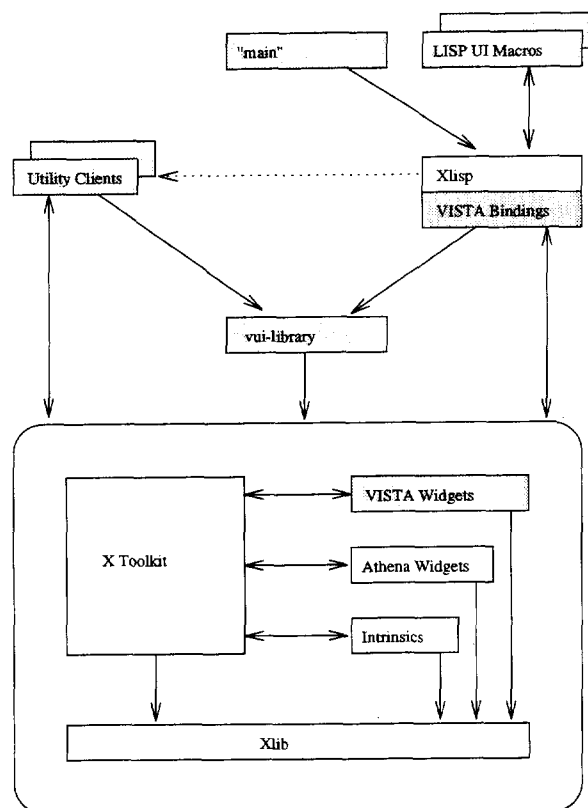 "main"
LISP UI Macros
Utility Clients
Xlisp
VISTA Bindings
vui-library
VISTA Widgets
X Toolkit
Athena Widgets
Intrinsics
Xlib